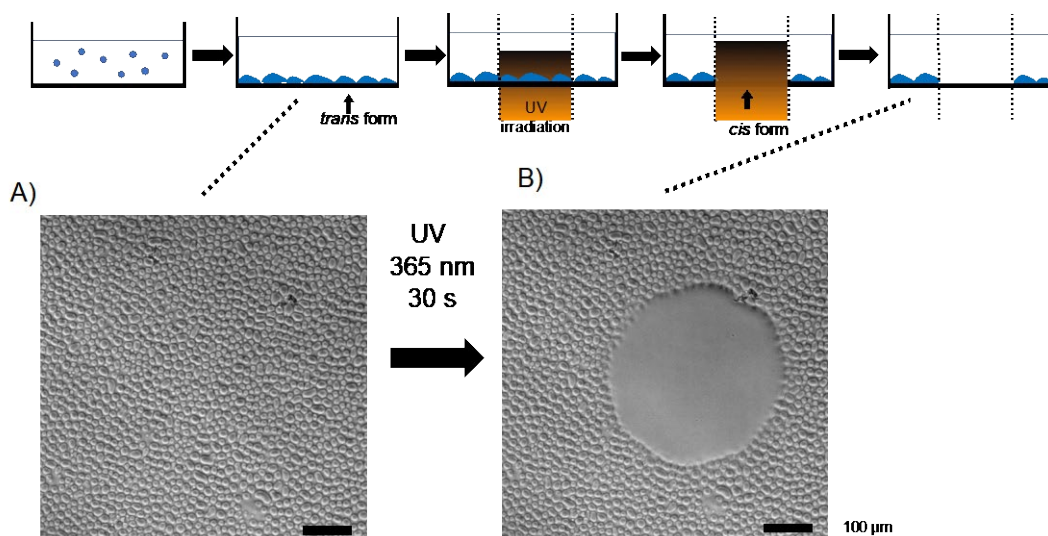 trans form
UV
irradiation
cis form
A)
B)
UV
365 nm
30 s
100 µm